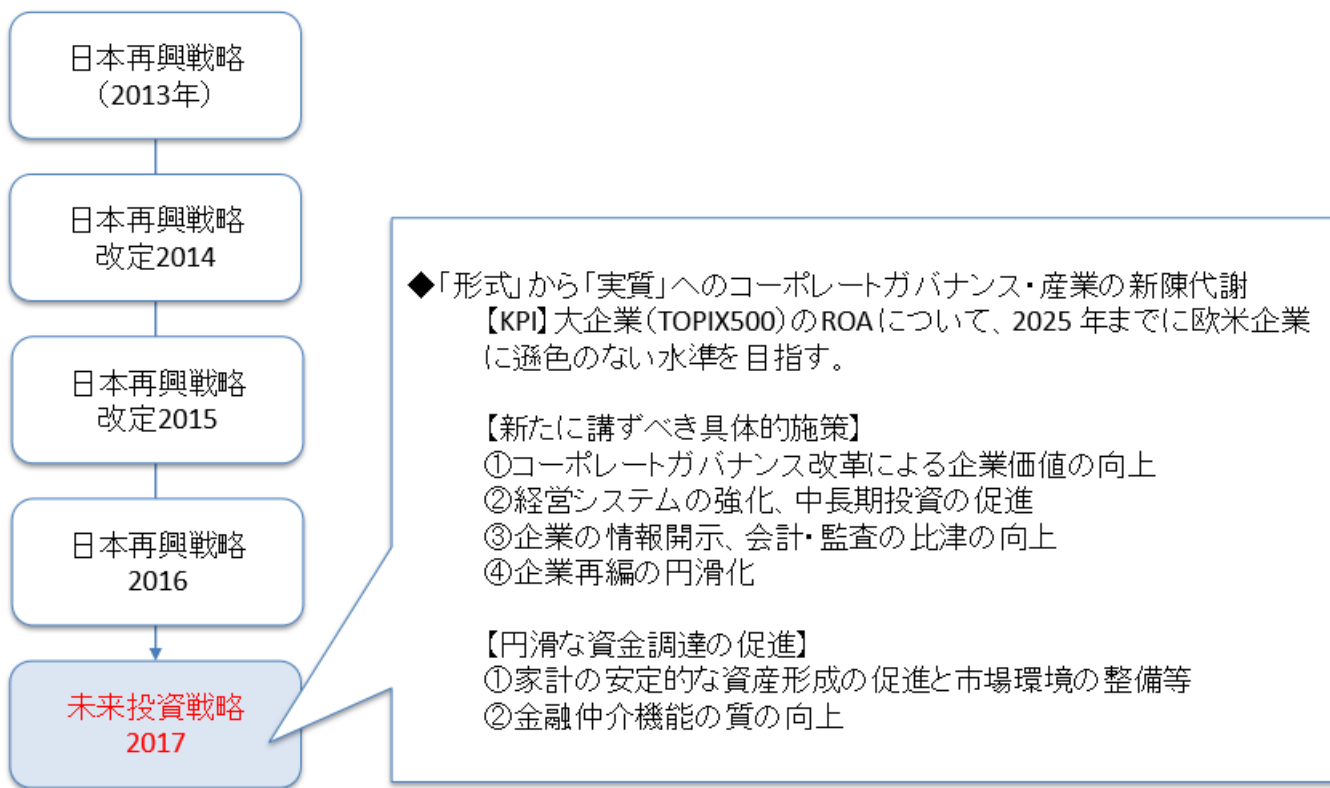 日本再興戦略
（2013年）
日本再興戦略
改定2014
日本再興戦略
改定2015
日本再興戦略
2016
未来投資戦略
2017
◆「形式」から「実質」へのコーポレートガバナンス・産業の新陳代謝
【KPI】大企業（TOPIX500）のROAについて、2025 年までに欧米企業
に遜色のない水準を目指す。
【新たに講ずべき具体的施策】
①コーポレートガバナンス改革による企業価値の向上
②経営システムの強化、中長期投資の促進
③企業の情報開示、会計・監査の比津の向上
④企業再編の円滑化
【円滑な資金調達の促進】
①家計の安定的な資産形成の促進と市場環境の整備等
②金融仲介機能の質の向上